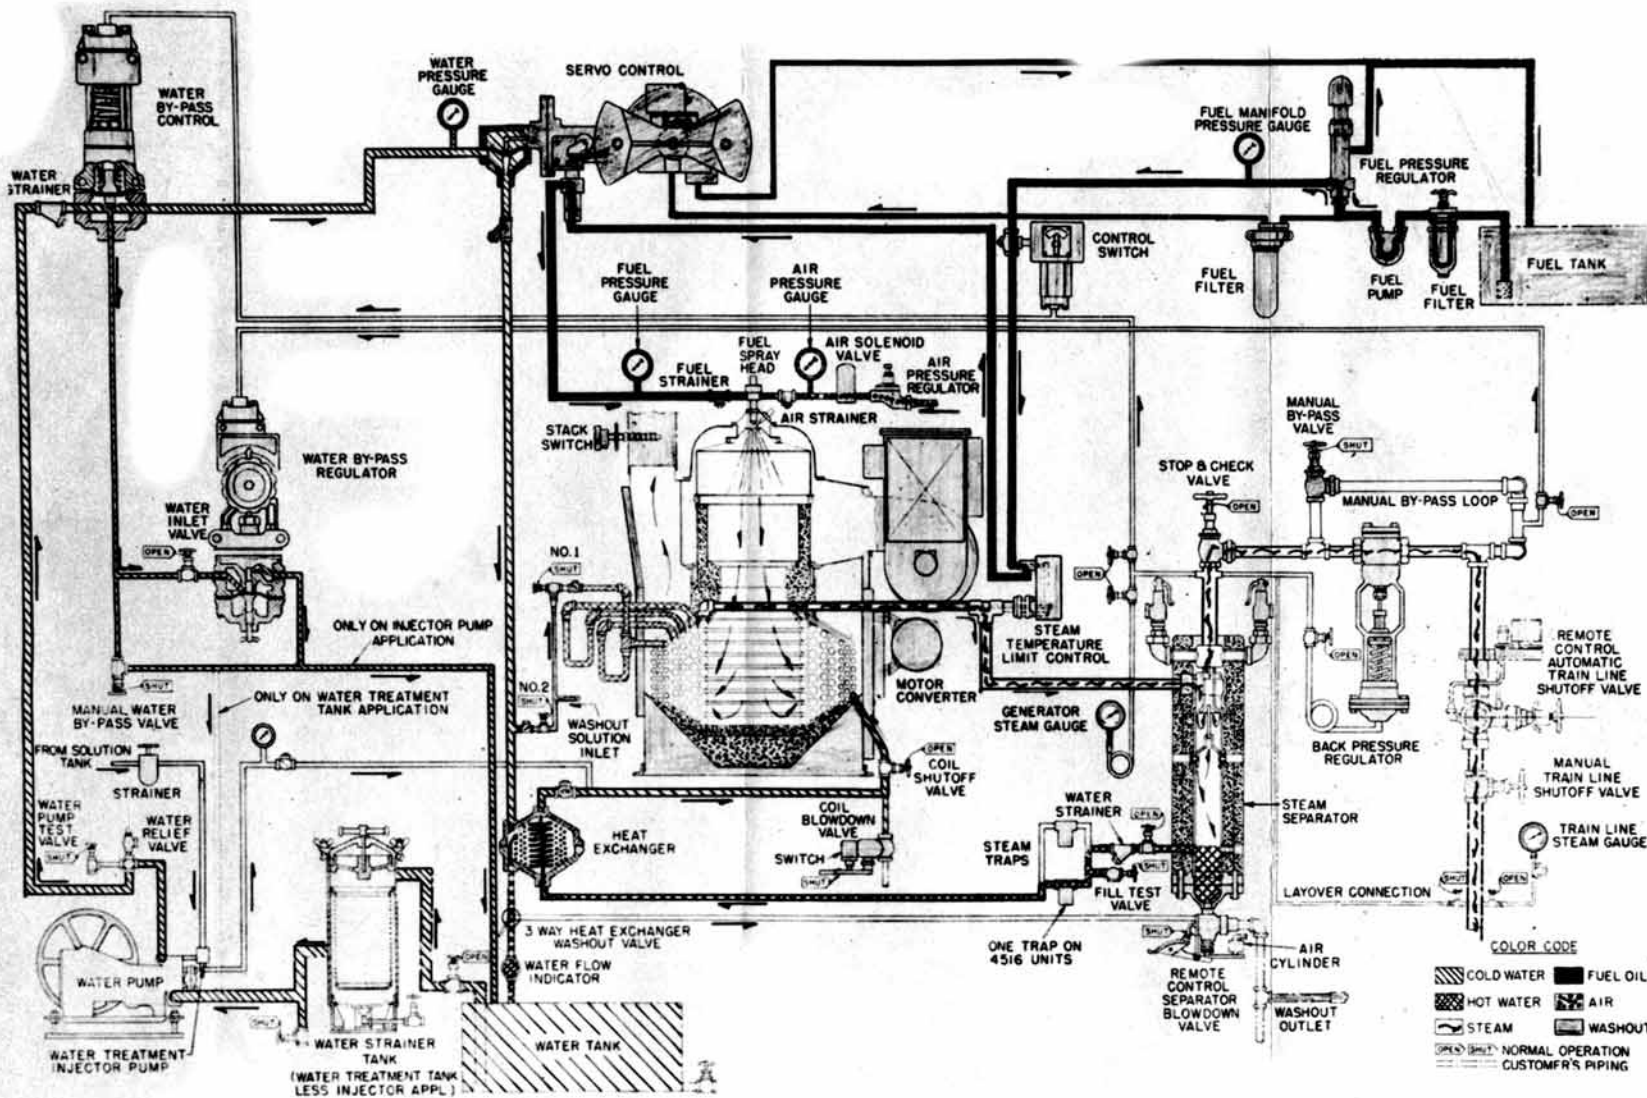 WATER
BY-PASS
CONTROL
WATER
PRESSURE
GAUGE
SERVO CONTROL
FUEL MANIFOLD
PRESSURE GAUGE
FUEL PRESSURE
REGULATOR
WATER
STRAINER
CONTROL
SWITCH
FUEL
FILTER
FUEL
PUMP
FUEL
FILTER
FUEL TANK
FUEL
PRESSURE
GAUGE
AIR
PRESSURE
GAUGE
FUEL
SPRAY
HEAD
AIR SOLENOID
VALVE
AIR
PRESSURE
REGULATOR
FUEL
STRAINER
AIR STRAINER
STACK
SWITCH
MANUAL
BY-PASS
VALVE
SHUT
STOP & CHECK
VALVE
OPEN
MANUAL BY-PASS LOOP
OPEN
WATER BY-PASS
REGULATOR
WATER
INLET
VALVE
OPEN
NO. 1
SHUT
OPEN
ONLY ON INJECTOR PUMP
APPLICATION
STEAM
TEMPERATURE
LIMIT CONTROL
OPEN
REMOTE
CONTROL
AUTOMATIC
TRAIN LINE
SHUTOFF VALVE
SHUT
MANUAL WATER
BY-PASS VALVE
ONLY ON WATER TREATMENT
TANK APPLICATION
NO. 2
SHUT
WASHOUT
SOLUTION
INLET
MOTOR
CONVERTER
GENERATOR
STEAM GAUGE
BACK PRESSURE
REGULATOR
MANUAL
TRAIN LINE
SHUTOFF VALVE
FROM SOLUTION
TANK
STRAINER
OPEN
COIL
SHUTOFF
VALVE
WATER
PUMP
TEST
VALVE
SHUT
WATER
RELIEF
VALVE
HEAT
EXCHANGER
COIL
BLOWDOWN
VALVE
SWITCH
SHUT
WATER
STRAINER
OPEN
STEAM
TRAPS
SHUT
FILL TEST
VALVE
STEAM
SEPARATOR
TRAIN LINE
STEAM GAUGE
LAYOVER CONNECTION
SHUT
OPEN
3 WAY HEAT EXCHANGER
WASHOUT VALVE
OPEN
WATER FLOW
INDICATOR
ONE TRAP ON
4516 UNITS
SHUT
REMOTE
CONTROL
SEPARATOR
BLOWDOWN
VALVE
AIR
CYLINDER
WASHOUT
OUTLET
WATER PUMP
WATER TREATMENT
INJECTOR PUMP
SHUT
WATER STRAINER
TANK
(WATER TREATMENT TANK
LESS INJECTOR APPL.)
WATER TANK
COLOR CODE
COLD WATER
FUEL OIL
HOT WATER
AIR
STEAM
WASHOUT
OPEN SHUT NORMAL OPERATION
CUSTOMER'S PIPING